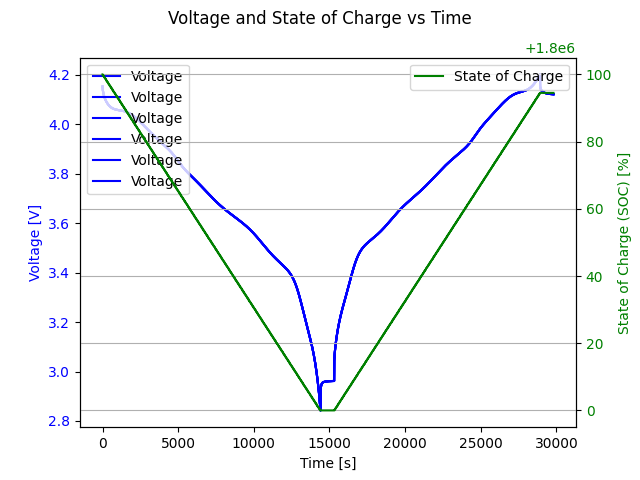 Voltage and State of Charge vs Time
+1.8e6
4.2
4.0
3.8
3.6
3.4
3.2
3.0
2.8
Voltage [V]
Voltage
Voltage
Voltage
Voltage
Voltage
Voltage
State of Charge
100
80
60
40
20
0
State of Charge (SOC) [%]
0 5000 10000 15000 20000 25000 30000
Time [s]